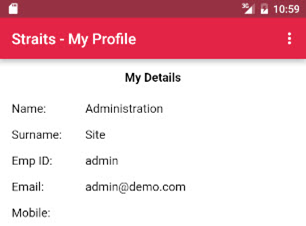 3G 10:59
Straits - My Profile
My Details
Name: Administration
Surname: Site
Emp ID: admin
Email: admin@demo.com
Mobile: